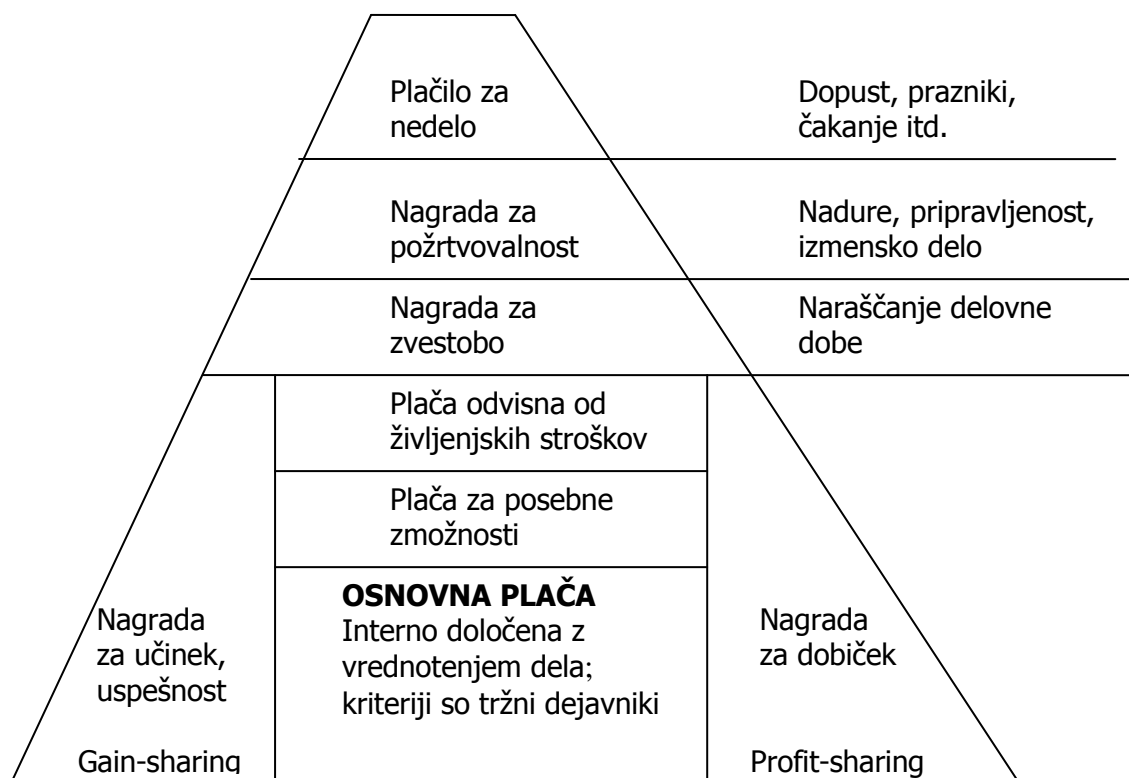 Plačilo za
nedelo
Dopust, prazniki,
čakanje itd.
Nagrada za
požrtvovalnost
Nadure, pripravljenost,
izmensko delo
Nagrada za
zvestobo
Naraščanje delovne
dobe
Plača odvisna od
življenjskih stroškov
Plača za posebne
zmožnosti
OSNOVNA PLAČA
Interno določena z
vrednotenjem dela;
kriteriji so tržni dejavniki
Nagrada
za učinek,
uspešnost
Gain-sharing
Nagrada
za dobiček
Profit-sharing